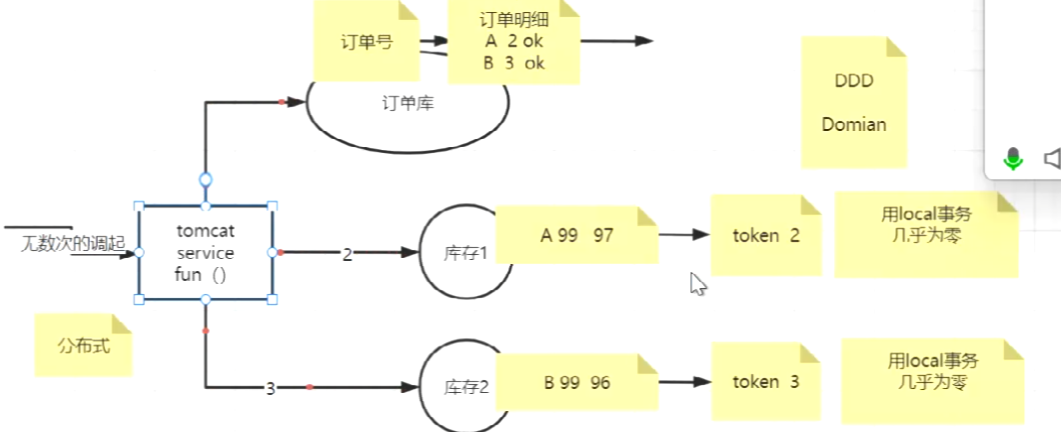 订单号
订单明细
A 2 ok
B 3 ok
订单库
DDD
Domian
无数次的调起
tomcat
service
fun（）
2
库存1
A 99 97
token 2
用local事务
几乎为零
公布式
3
库存2
B 99 96
token 3
用local事务
几乎为零